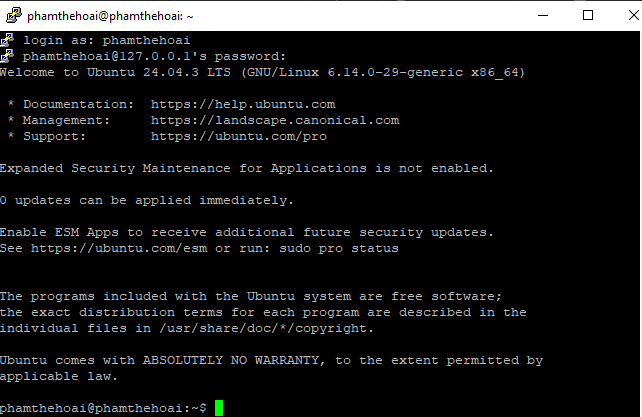 phamthehoai@phamthehoai: ~
login as: phamthehoai
phamthehoai@127.0.0.1's password:
Welcome to Ubuntu 24.04.3 LTS (GNU/Linux 6.14.0-29-generic x86_64)
* Documentation:  https://help.ubuntu.com
* Management:     https://landscape.canonical.com
* Support:        https://ubuntu.com/pro
Expanded Security Maintenance for Applications is not enabled.
0 updates can be applied immediately.
Enable ESM Apps to receive additional future security updates.
See https://ubuntu.com/esm or run: sudo pro status
The programs included with the Ubuntu system are free software;
the exact distribution terms for each program are described in the
individual files in /usr/share/doc/*/copyright.
Ubuntu comes with ABSOLUTELY NO WARRANTY, to the extent permitted by
applicable law.
phamthehoai@phamthehoai:~$